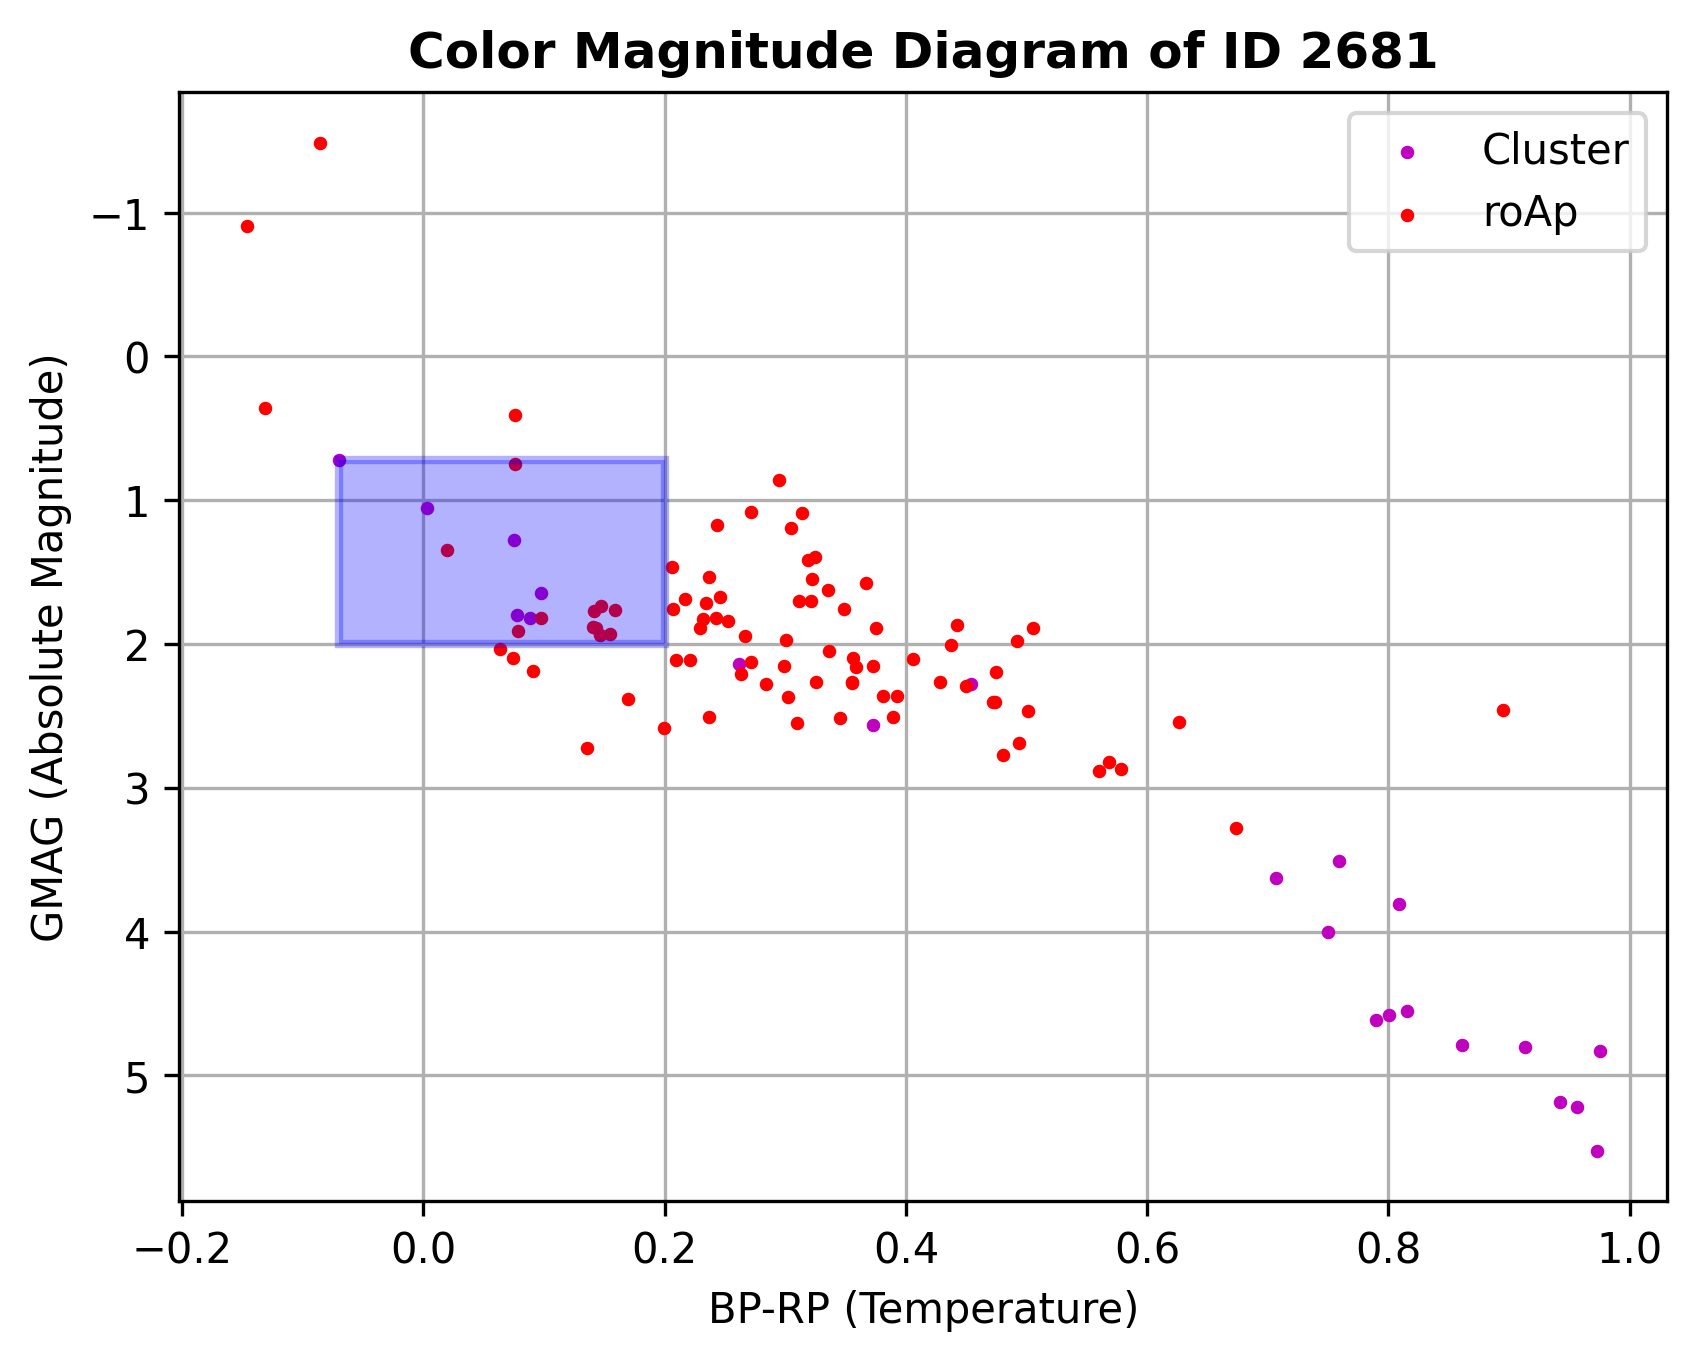 Color Magnitude Diagram of ID 2681
Cluster
roAp
−1
0
1
2
3
4
5
GMAG (Absolute Magnitude)
−0.2 0.0 0.2 0.4 0.6 0.8 1.0
BP-RP (Temperature)